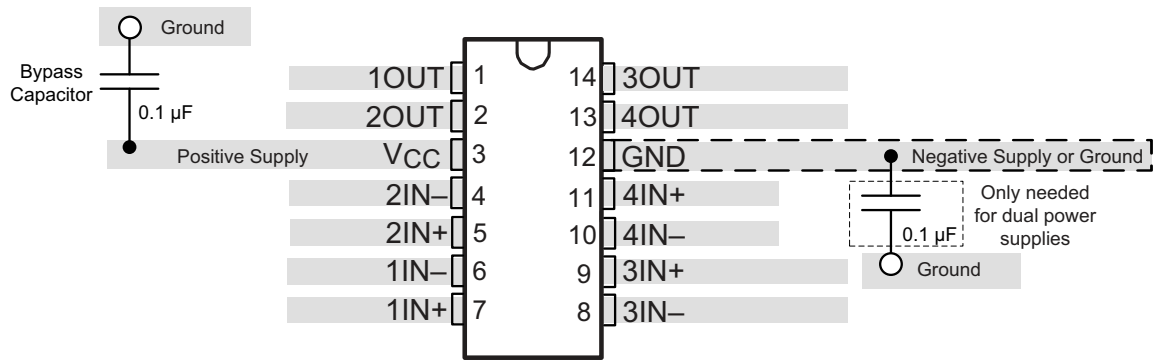 Ground
Bypass
Capacitor
0.1 µF
Positive Supply
1OUT 1
2OUT 2
VCC 3
2IN– 4
2IN+ 5
1IN– 6
1IN+ 7
14 3OUT
13 4OUT
12 GND
11 4IN+
10 4IN–
9 3IN+
8 3IN–
Negative Supply or Ground
Only needed
for dual power
supplies
0.1 µF
Ground